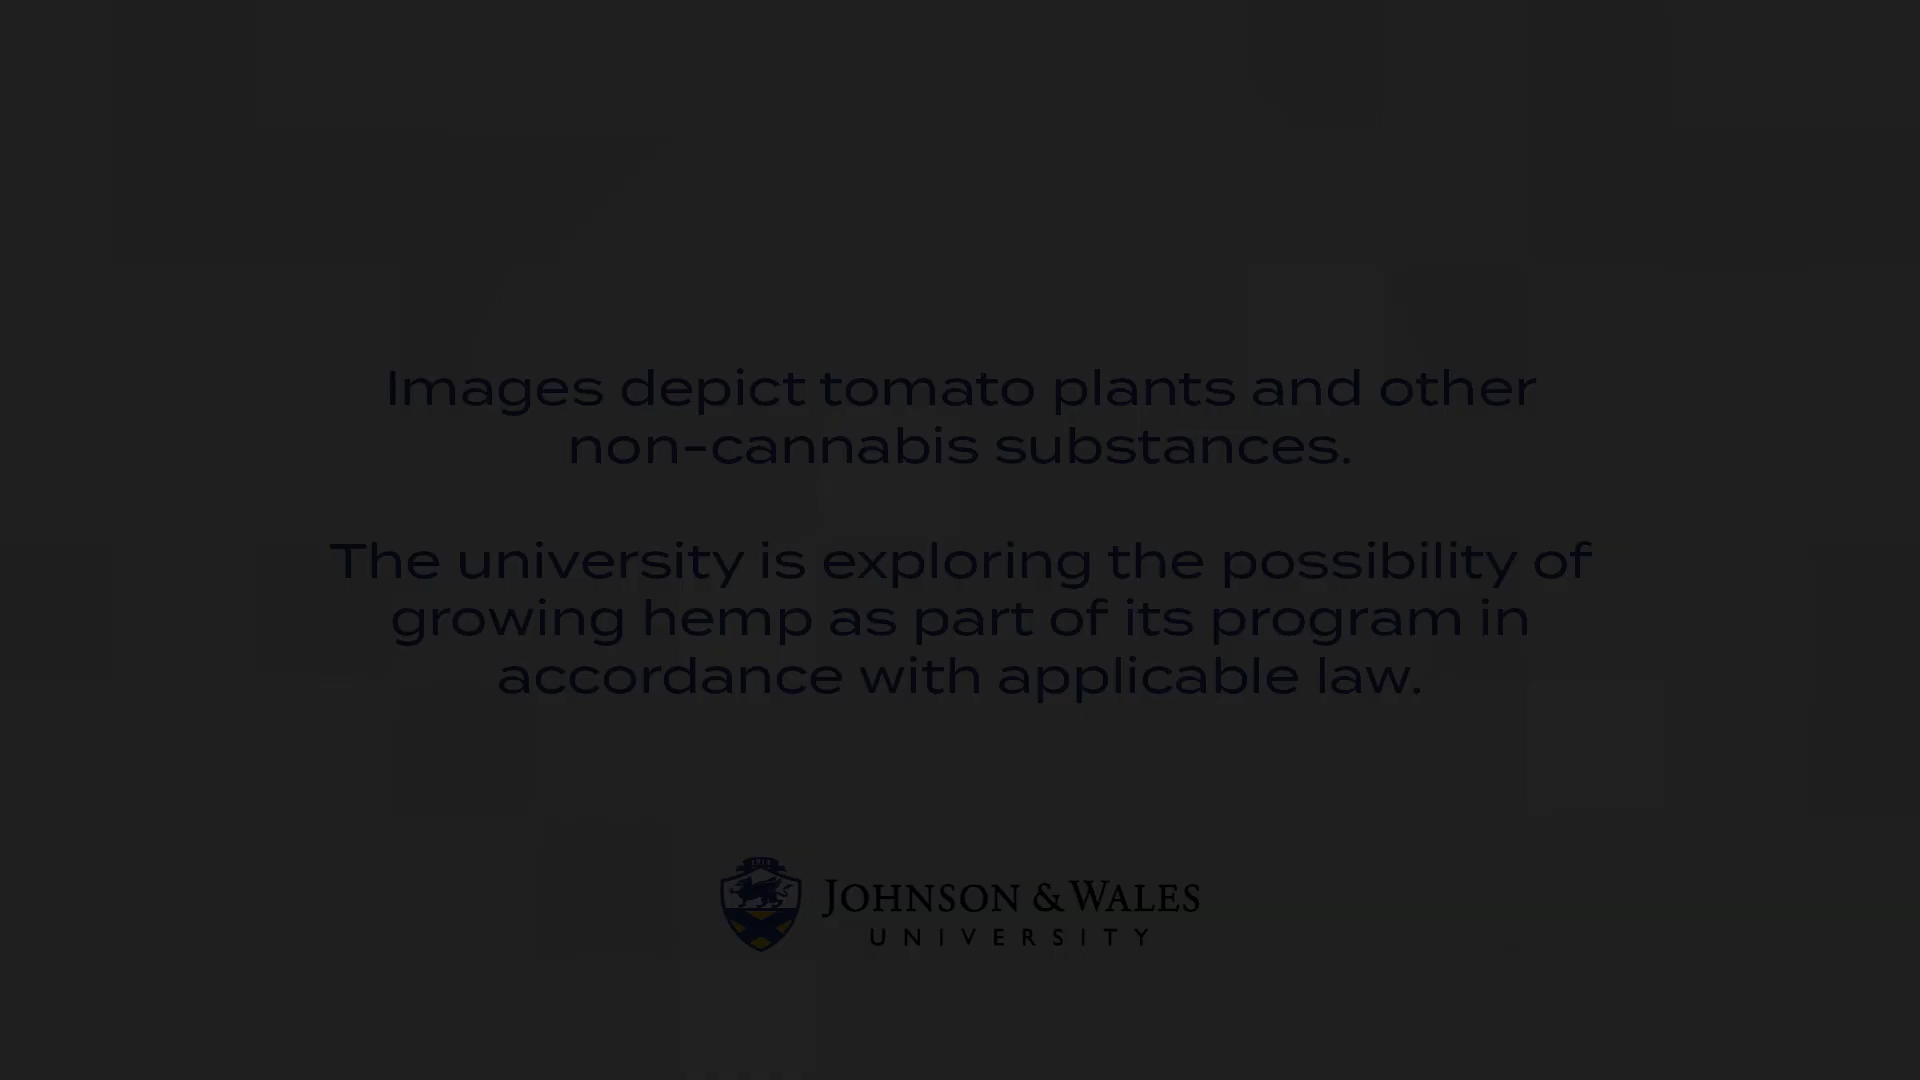 Images depict tomato plants and other
non-cannabis substances.
The university is exploring the possibility of
growing hemp as part of its program in
accordance with applicable law.
1914
JOHNSON & WALES
UNIVERSITY